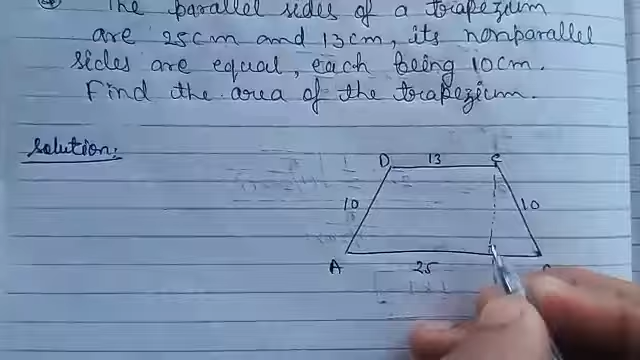 The parallel sides of a trapezium
are 25cm and 13cm, its nonparallel
sides are equal, each being 10cm.
Find the area of the trapezium.
Solution:
D 13 C
10 10
A 25